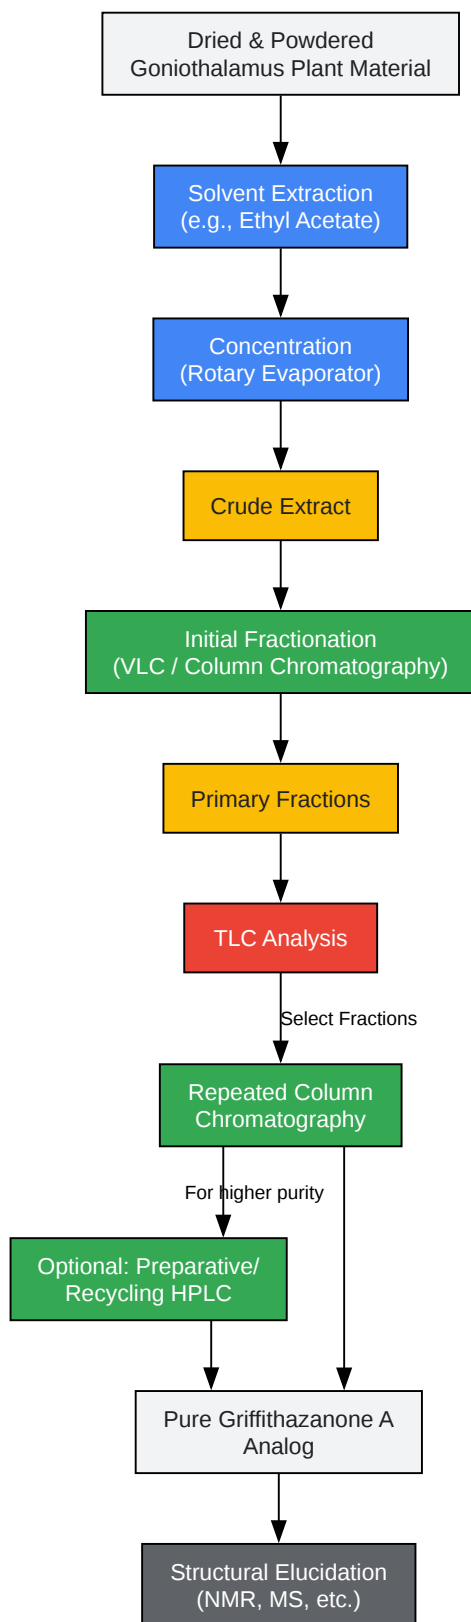 Dried & Powdered
Goniothalamus Plant Material
Solvent Extraction
(e.g., Ethyl Acetate)
Concentration
(Rotary Evaporator)
Crude Extract
Initial Fractionation
(VLC / Column Chromatography)
Primary Fractions
TLC Analysis
Select Fractions
Repeated Column
Chromatography
For higher purity
Optional: Preparative/
Recycling HPLC
Pure Griffithazanone A
Analog
Structural Elucidation
(NMR, MS, etc.)